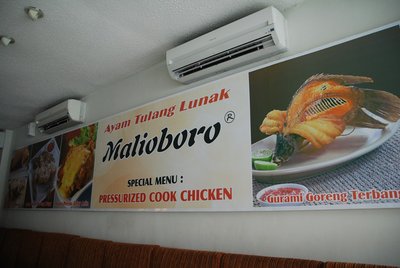 Ayam Tulang Lunak
Malioboro ®
SPECIAL MENU :
PRESSURIZED COOK CHICKEN
Gurami Goreng Terbang